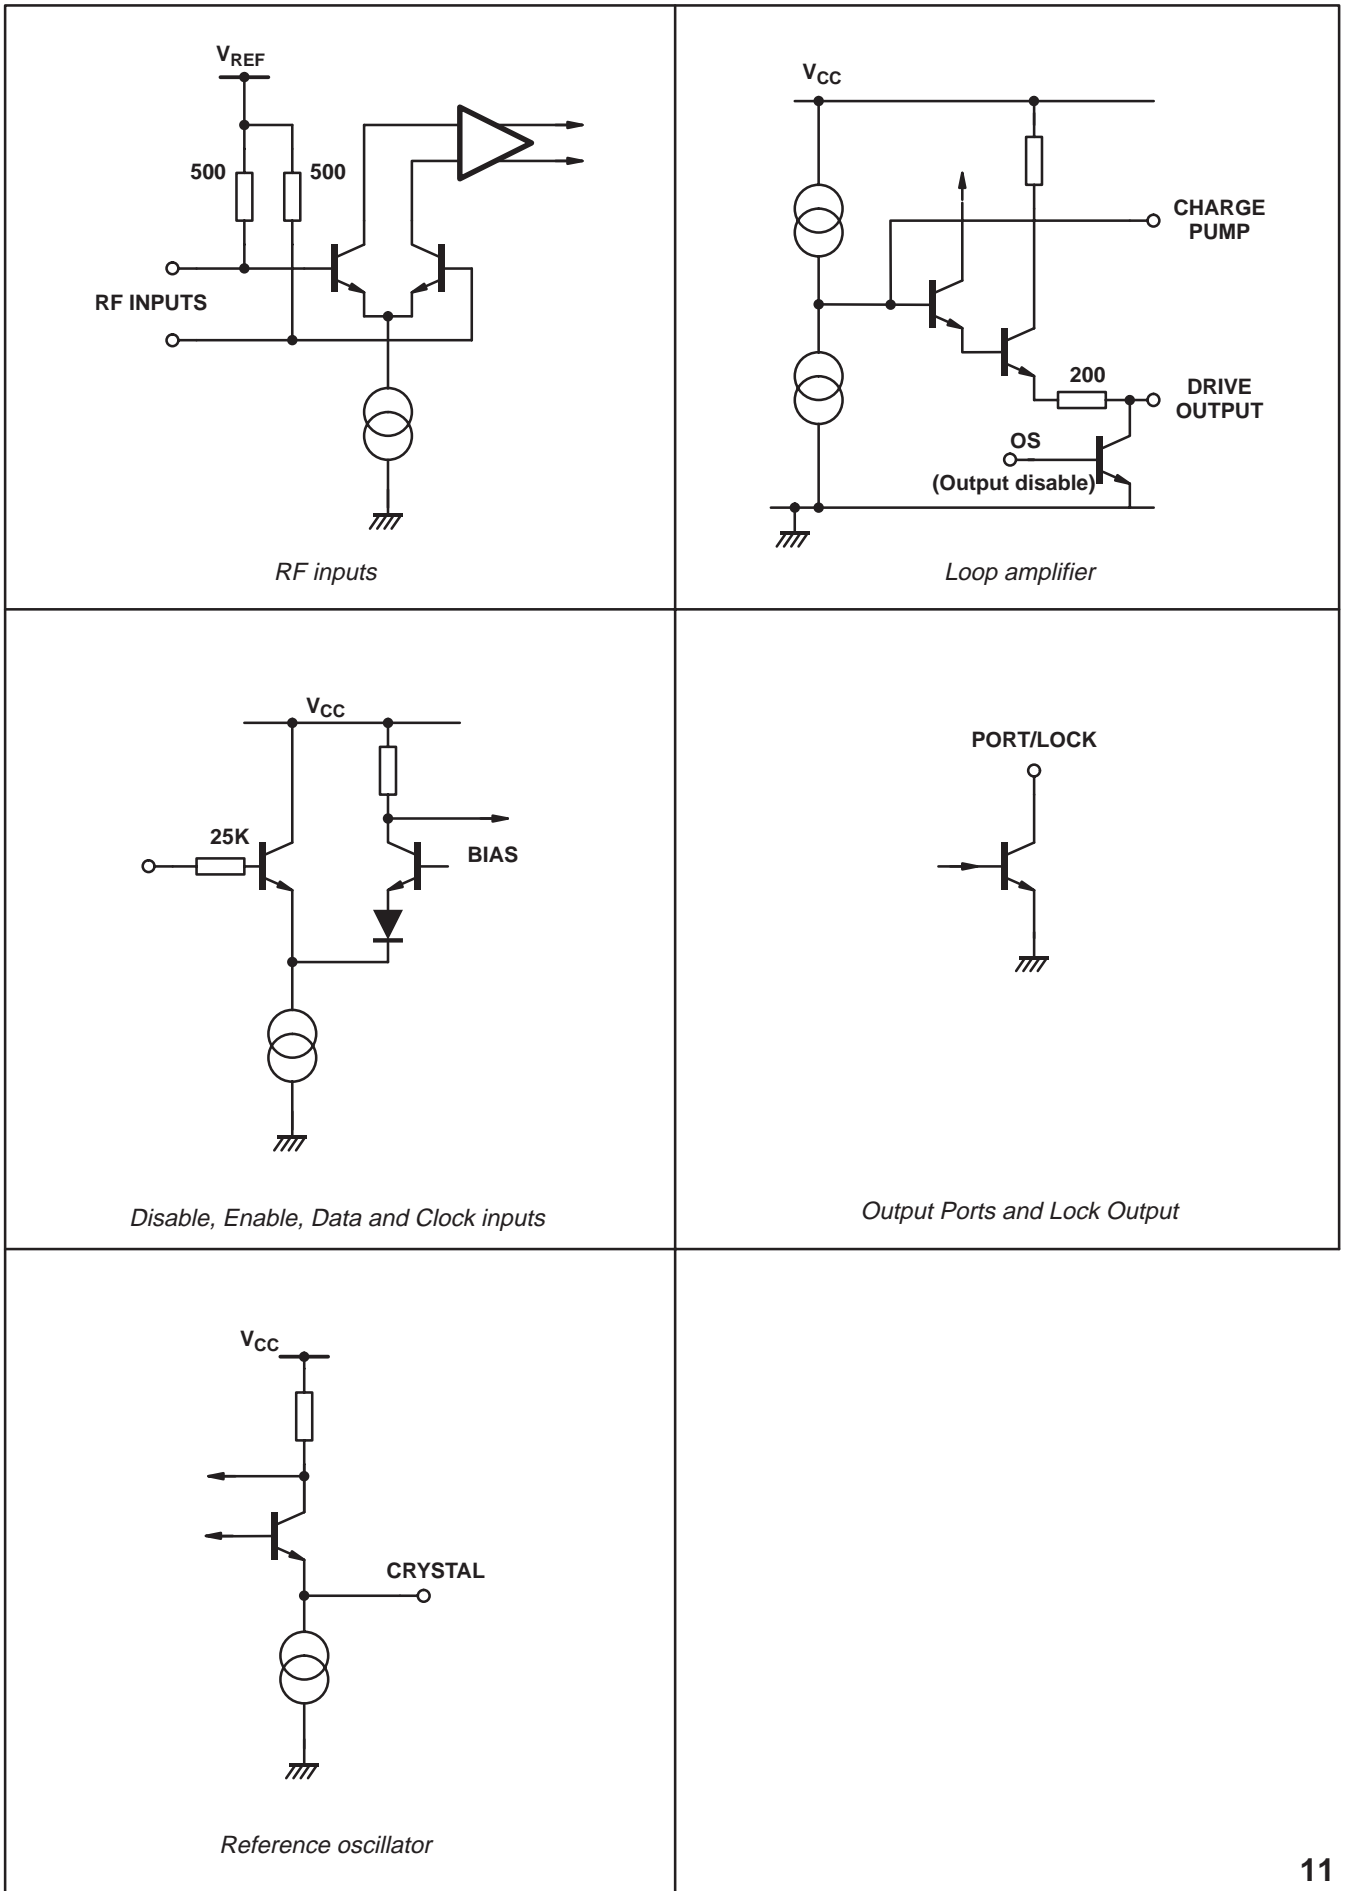 VREF
500
500
RF INPUTS
RF inputs
VCC
CHARGE
PUMP
200
DRIVE
OUTPUT
OS
(Output disable)
Loop amplifier
VCC
25K
BIAS
Disable, Enable, Data and Clock inputs
PORT/LOCK
Output Ports and Lock Output
VCC
CRYSTAL
Reference oscillator
11